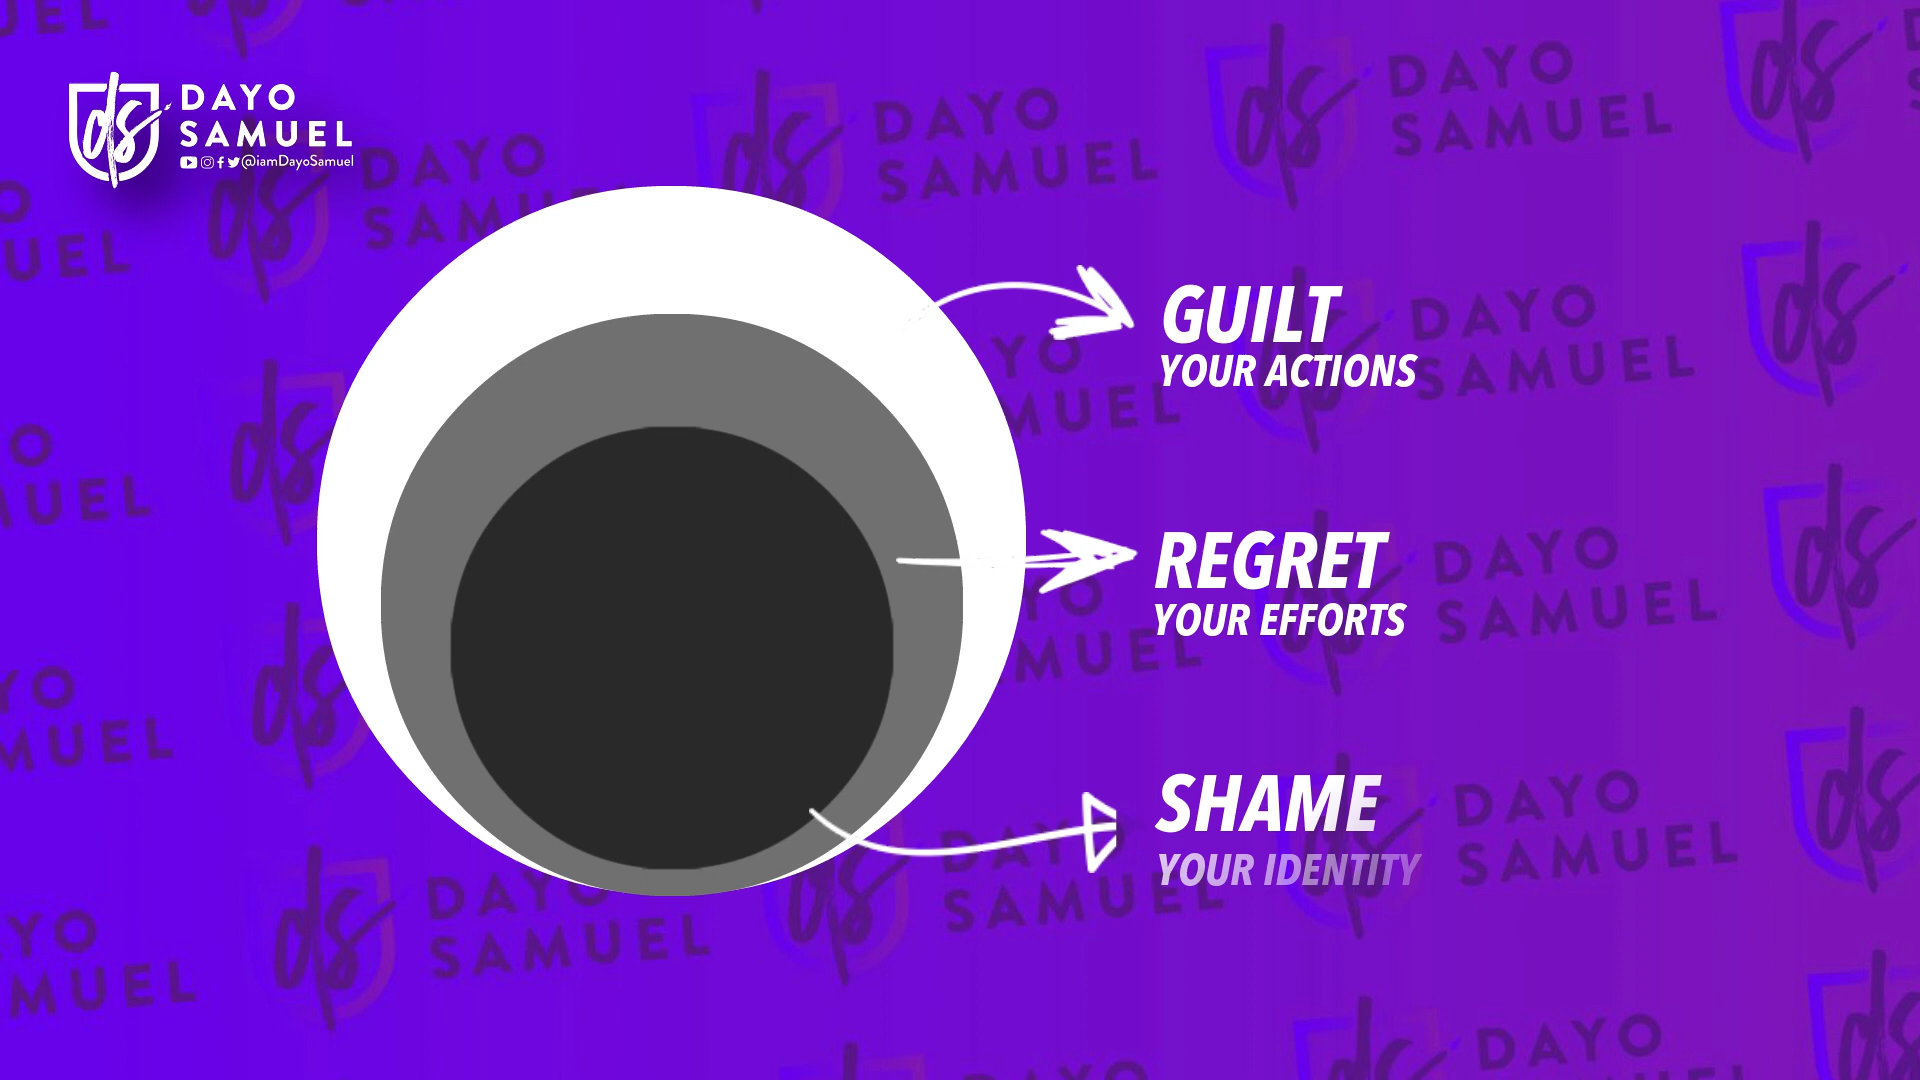 DAYO
SAMUEL
@iamDayoSamuel
GUILT
YOUR ACTIONS
REGRET
YOUR EFFORTS
SHAME
YOUR IDENTITY